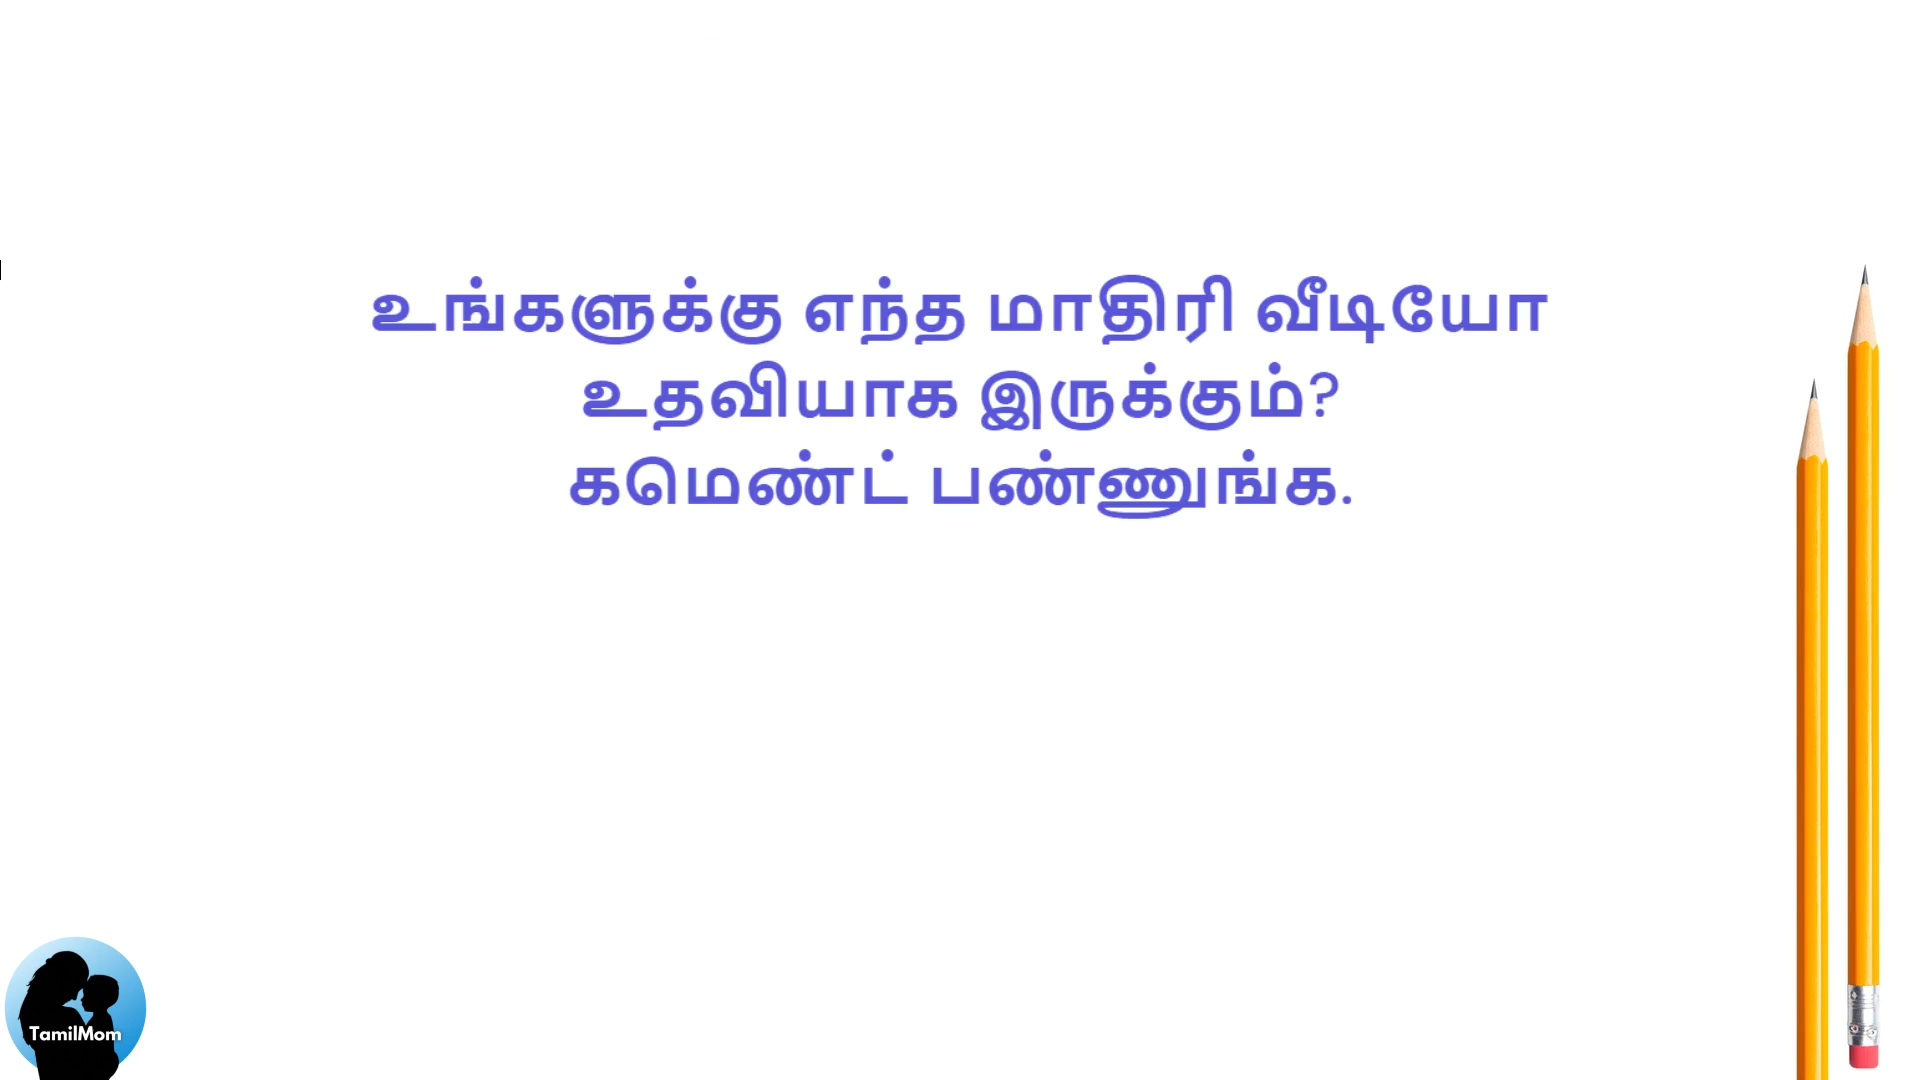 உங்களுக்கு எந்த மாதிரி வீடியோ
உதவியாக இருக்கும்?
கமெண்ட் பண்ணுங்க.
TamilMom